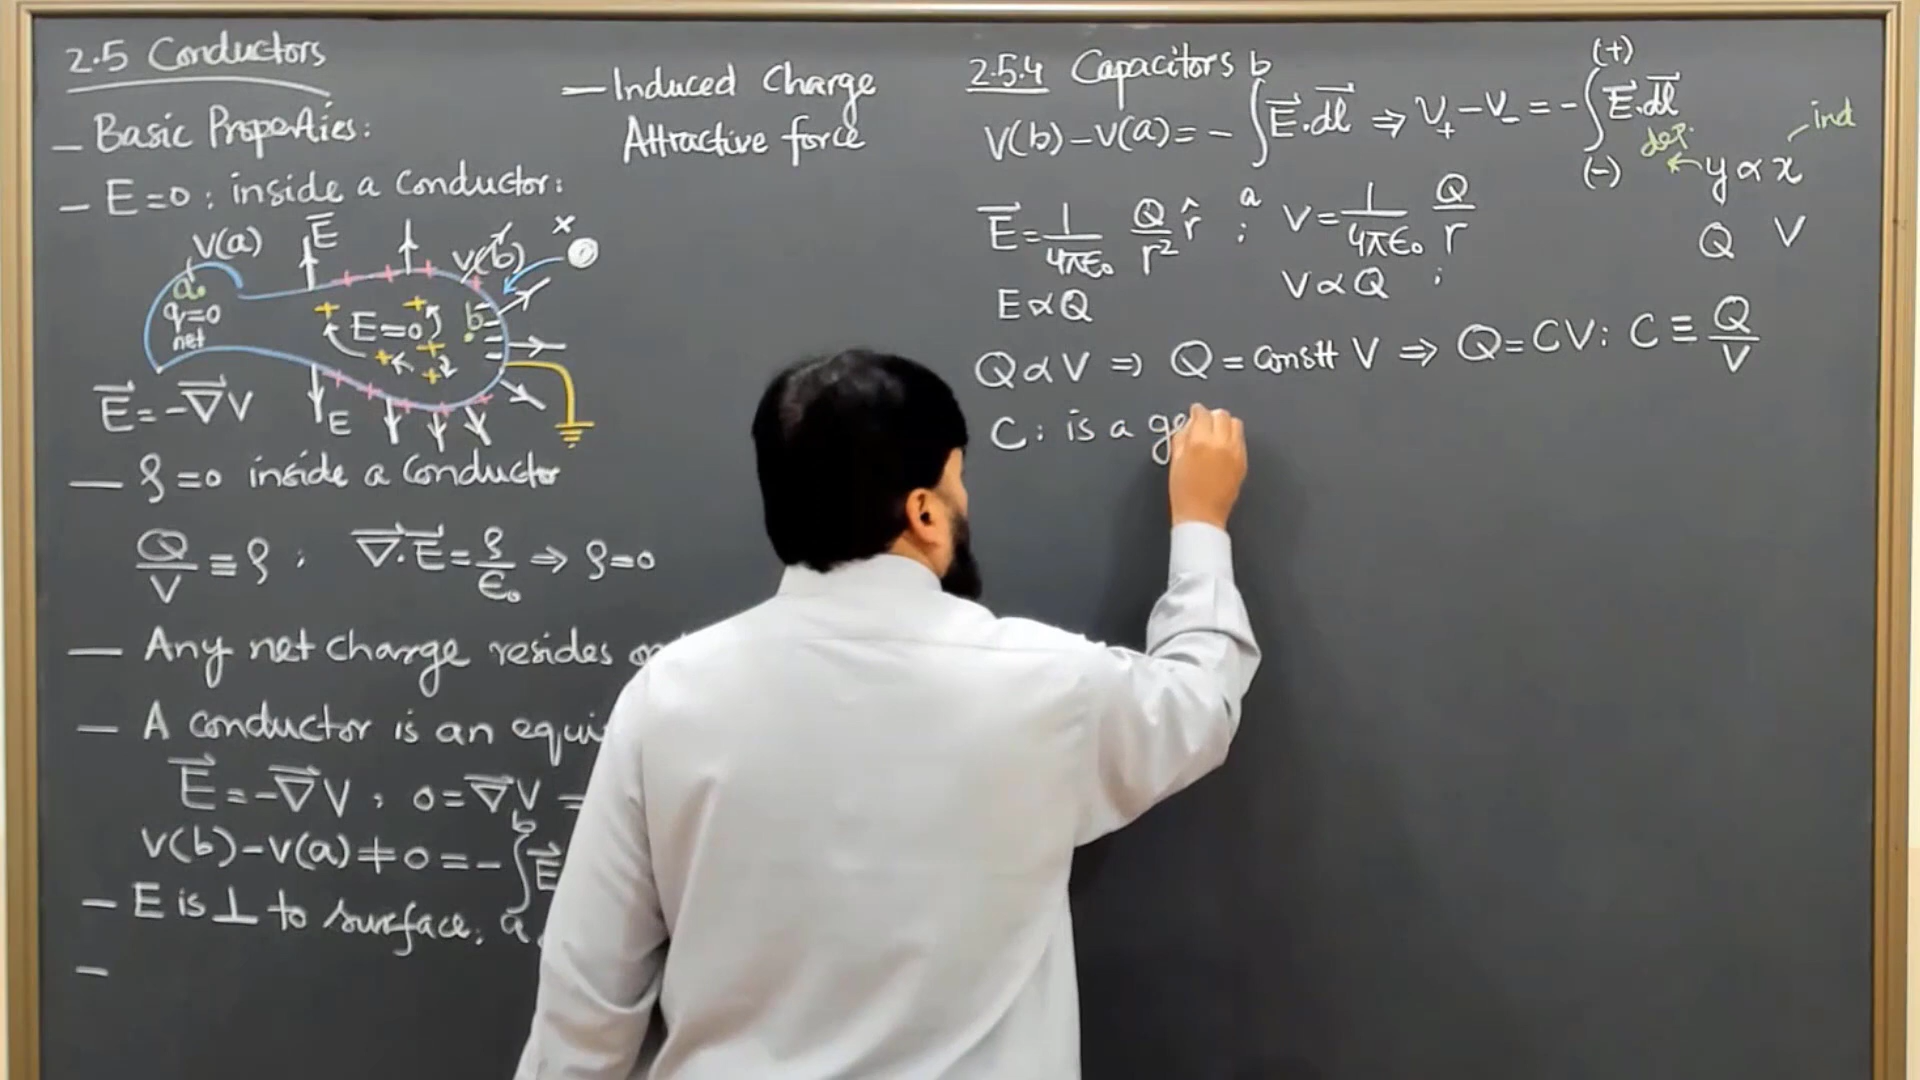 2.5 Conductors
— Basic Properties:
— E=0: inside a conductor:
V(a) E⃗ V(b) x
a q=0 net E=0 b
E⃗=-∇⃗V E
— ρ=0 inside a conductor
Q/V ≡ ρ ; ∇⃗.E⃗ = ρ/ϵ₀ ⇒ ρ=0
— Any net charge resides
— A conductor is an equi
E⃗=-∇⃗V, 0=∇⃗V =
V(b)-V(a)≠0=-∫ᵇ E⃗
— E is ⊥ to surface. a
—
— Induced Charge
Attractive force
2.5.4 Capacitors
V(b)-V(a)=-∫ₐᵇ E⃗.dl⃗ ⇒ V₊-V₋=-∫₍₋₎⁽⁺⁾ E⃗.dl⃗
ind
dep. y∝x
Q V
E⃗=1/4πϵ₀ Q/r² r̂ ; V=1/4πϵ₀ Q/r
E∝Q V∝Q ;
Q∝V ⇒ Q=constt V ⇒ Q=CV: C≡Q/V
C: is a ge